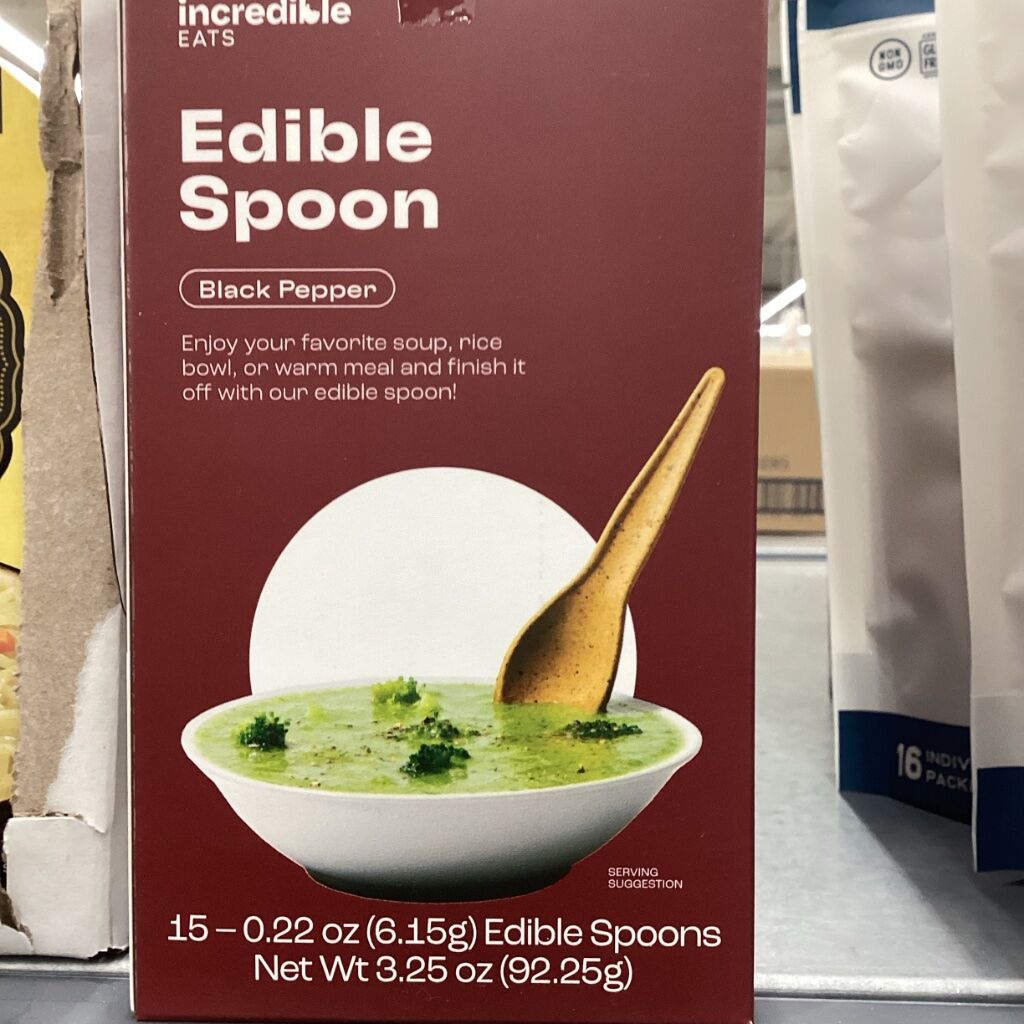 incredible
EATS
Edible
Spoon
Black Pepper
Enjoy your favorite soup, rice
bowl, or warm meal and finish it
off with our edible spoon!
SERVING
SUGGESTION
15 – 0.22 oz (6.15g) Edible Spoons
Net Wt 3.25 oz (92.25g)
NON
GMO
16 INDIV
PACK